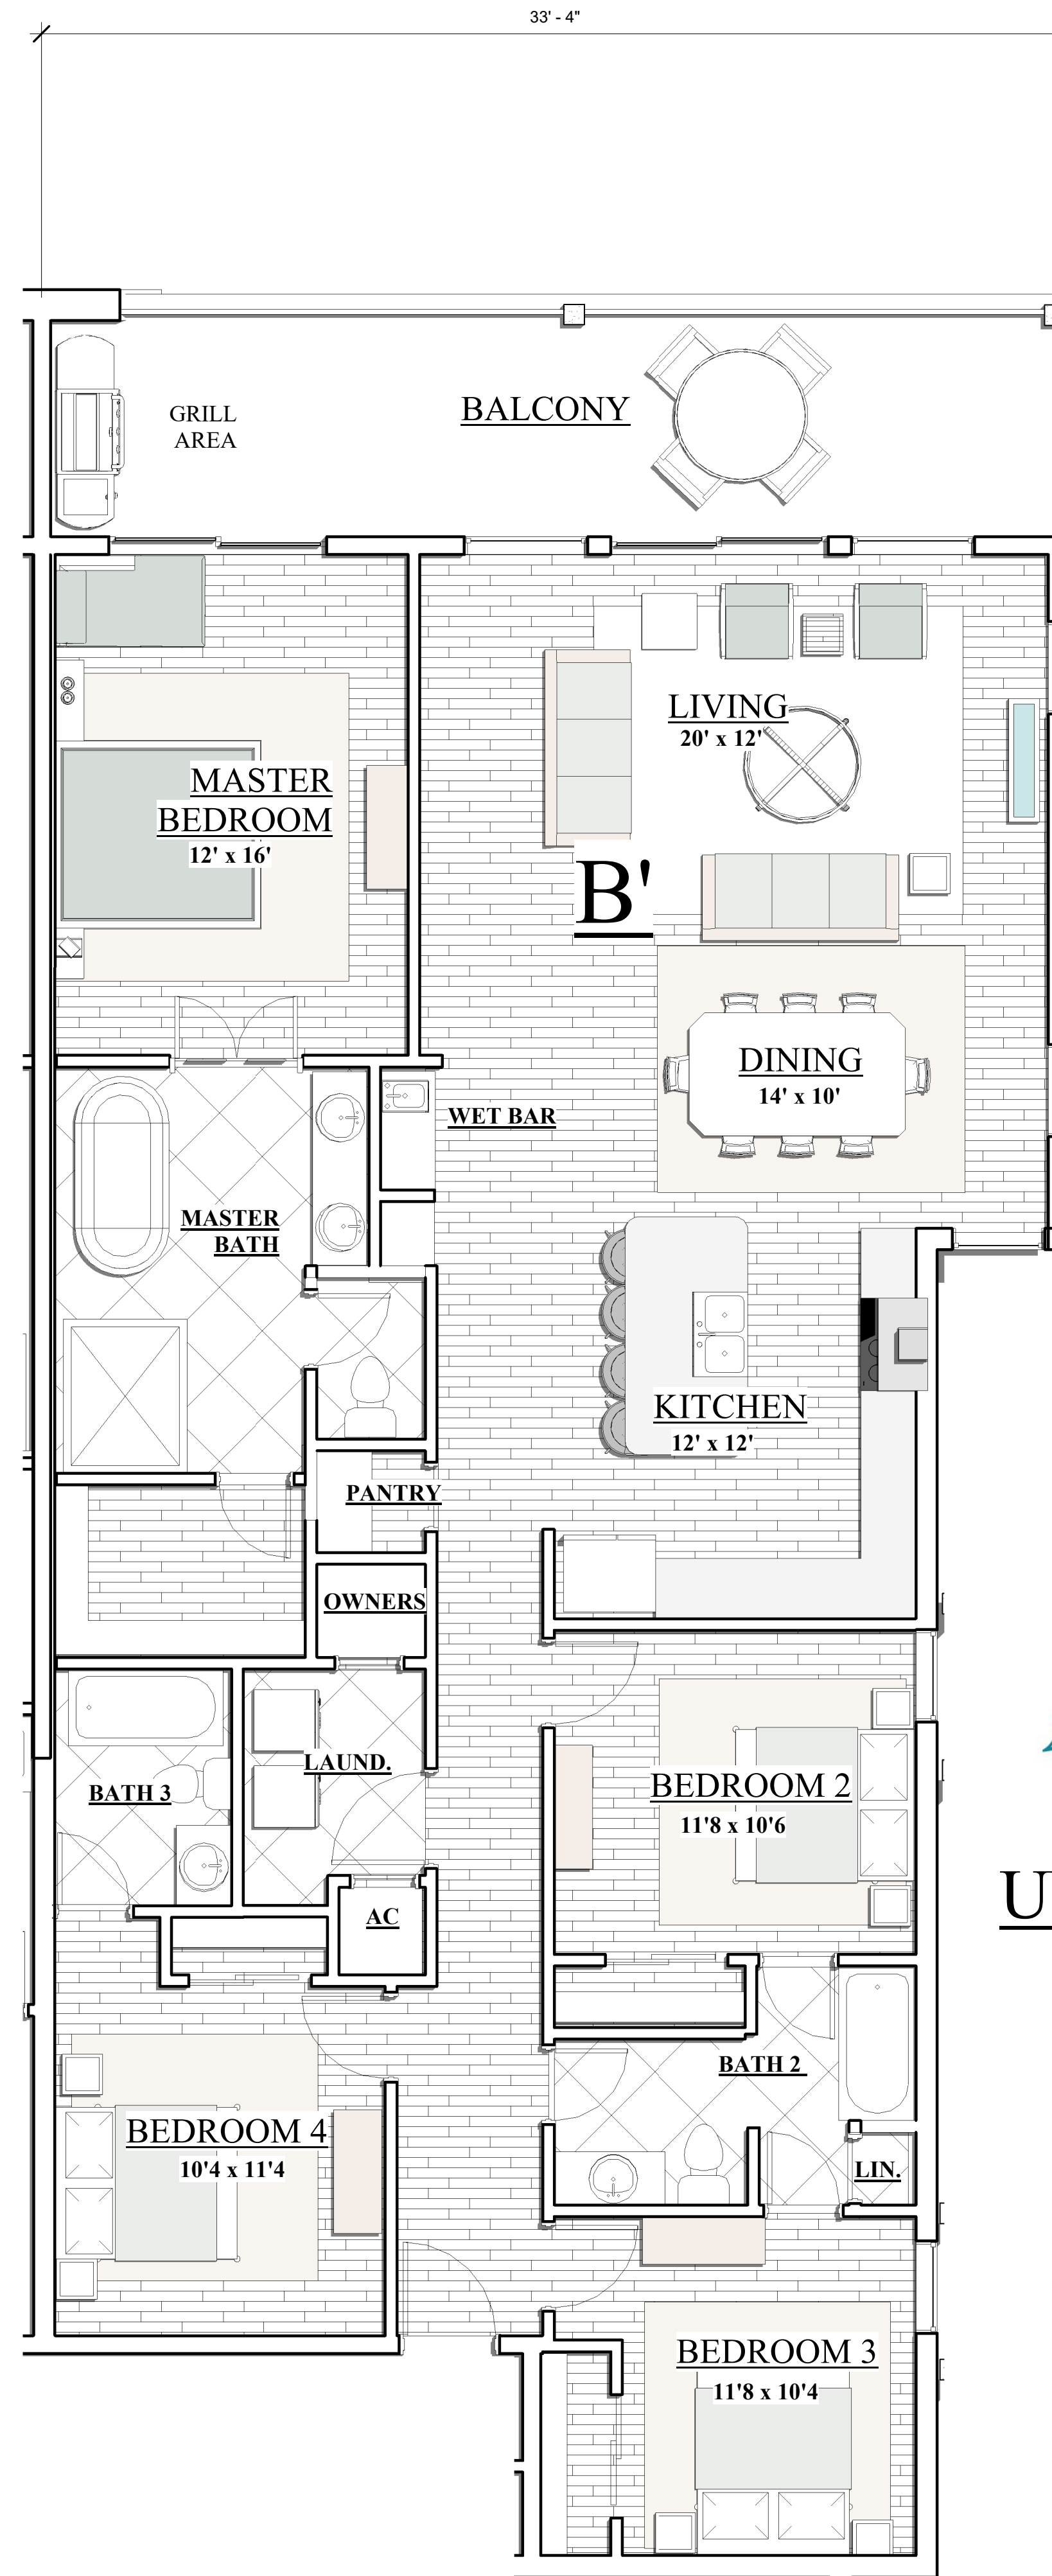 33' - 4"
GRILL
AREA
BALCONY
LIVING
20' x 12'
MASTER
BEDROOM
12' x 16'
B'
DINING
14' x 10'
WET BAR
MASTER
BATH
KITCHEN
12' x 12'
PANTRY
OWNERS
LAUND.
BATH 3
BEDROOM 2
11'8 x 10'6
U
AC
BATH 2
BEDROOM 4
10'4 x 11'4
LIN.
BEDROOM 3
11'8 x 10'4